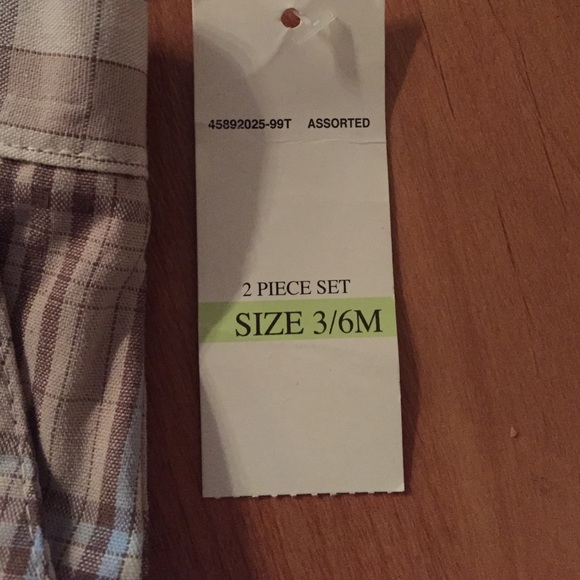 45892025-99T ASSORTED
2 PIECE SET
SIZE 3/6M